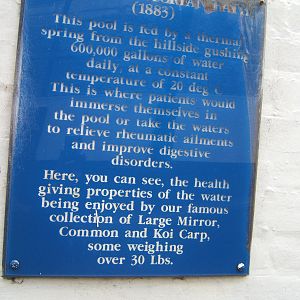 (1883)
This pool is fed by a thermal
spring from the hillside gushing
600,000 gallons of water
daily, at a constant
temperature of 20 deg C
This is where patients would
immerse themselves in
the pool or take the waters
to relieve rheumatic ailments
and improve digestive
disorders.
Here, you can see, the health
giving properties of the water
being enjoyed by our famous
collection of Large Mirror,
Common and Koi Carp,
some weighing
over 30 Lbs.